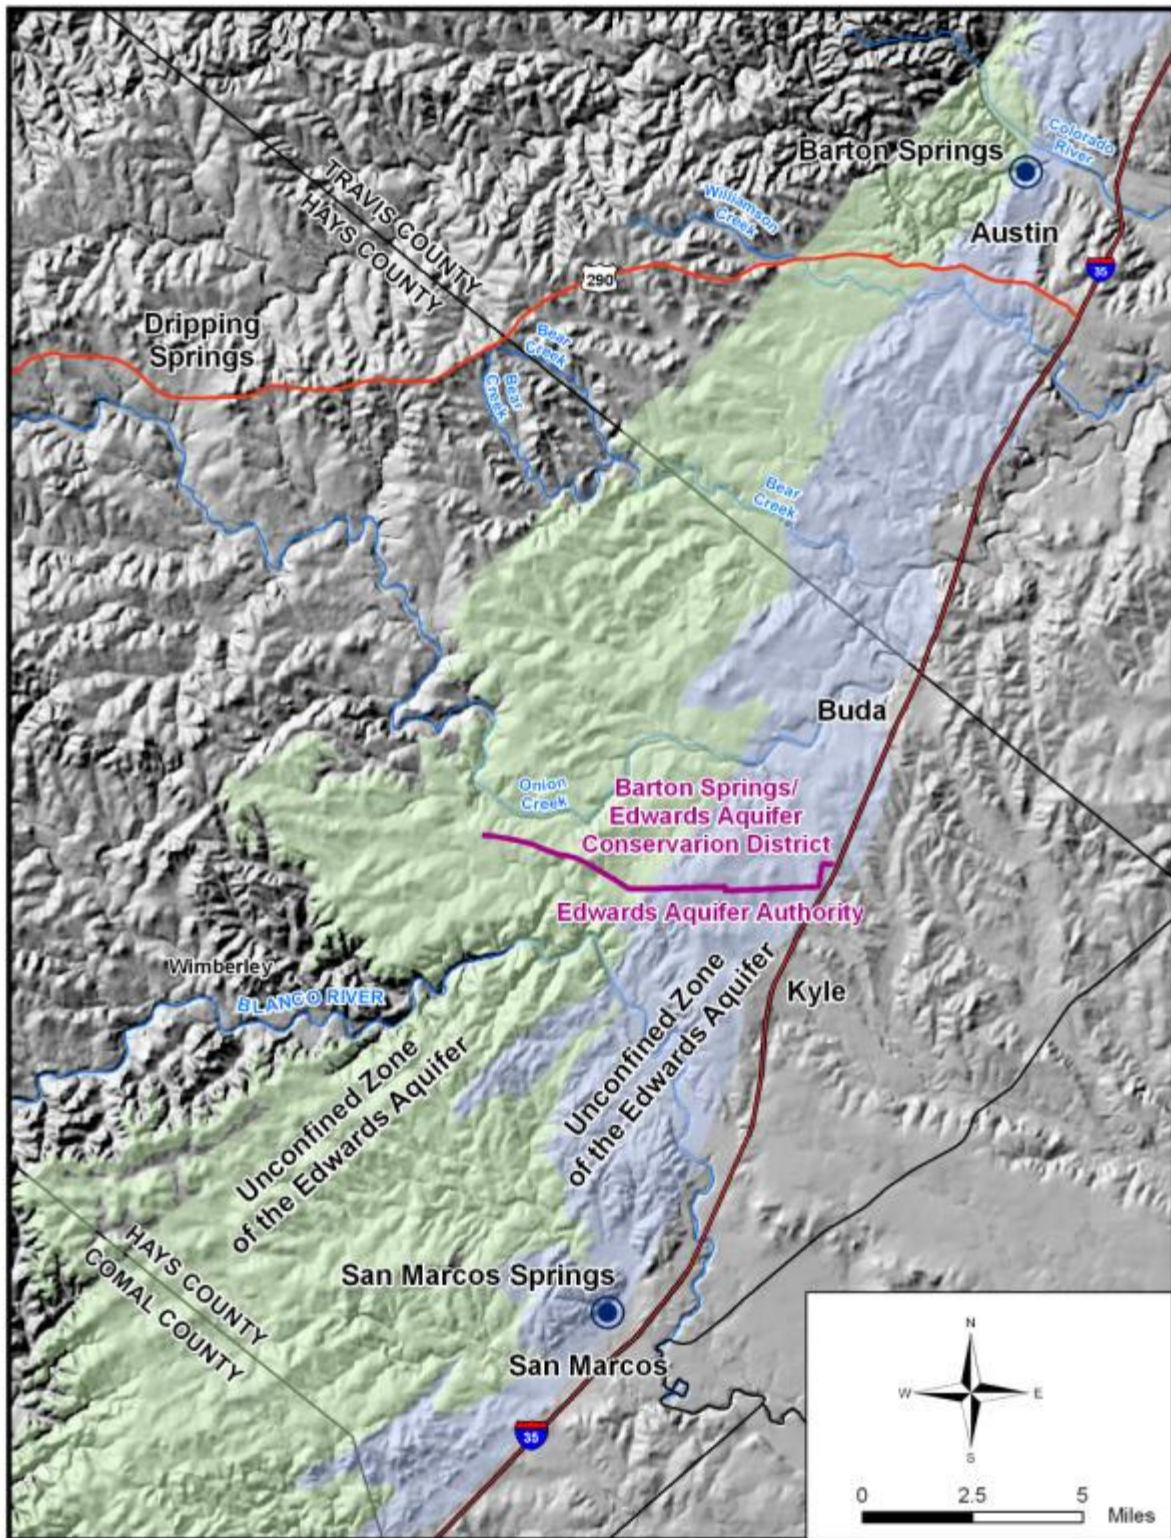 Colorado
River
Barton Springs
Williamson
Creek
Austin
TRAVIS COUNTY
HAYS COUNTY
35
290
Dripping
Springs
Bear
Creek
Bear
Creek
Bear
Creek
Buda
Onion
Creek
Barton Springs/
Edwards Aquifer
Conservarion District
Edwards Aquifer Authority
Wimberley
BLANCO RIVER
Kyle
Unconfined Zone
of the Edwards Aquifer
Unconfined Zone
of the Edwards Aquifer
HAYS COUNTY
COMAL COUNTY
San Marcos Springs
San Marcos
35
N
W E
S
0 2.5 5
Miles